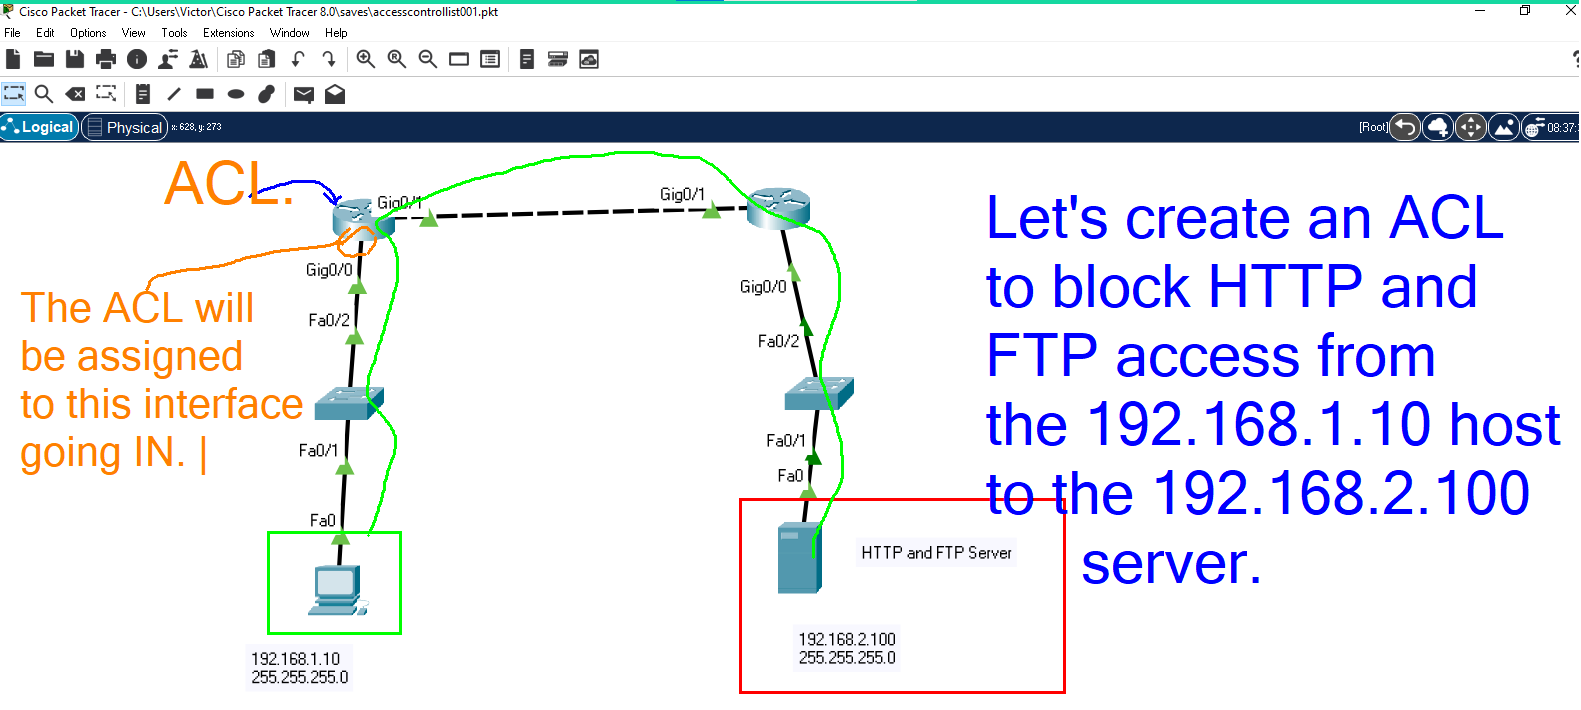 Cisco Packet Tracer - C:\Users\Victor\Cisco Packet Tracer 8.0\saves\accesscontrollist001.pkt
File Edit Options View Tools Extensions Window Help
Logical Physical x: 628, y: 273 [Root] 08:37:
ACL.
Gig0/1
Gig0/1
Gig0/0
Gig0/0
Fa0/2
Fa0/2
The ACL will
be assigned
to this interface
going IN. |
Fa0/1
Fa0/1
Fa0
Fa0
Let's create an ACL
to block HTTP and
FTP access from
the 192.168.1.10 host
to the 192.168.2.100
server.
HTTP and FTP Server
192.168.2.100
255.255.255.0
192.168.1.10
255.255.255.0